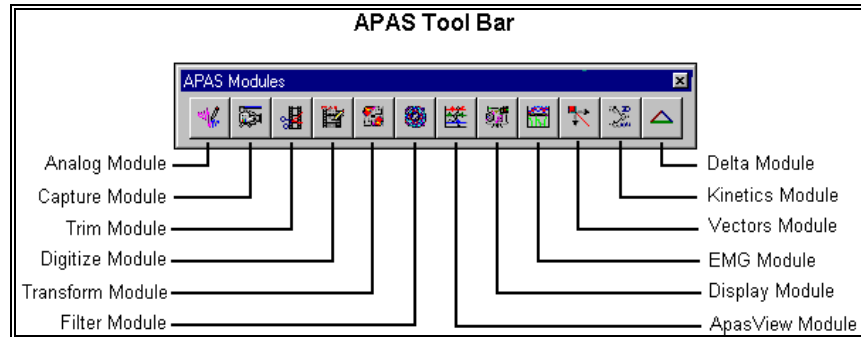 APAS Tool Bar
APAS Modules
Analog Module
Capture Module
Trim Module
Digitize Module
Transform Module
Filter Module
Delta Module
Kinetics Module
Vectors Module
EMG Module
Display Module
ApasView Module